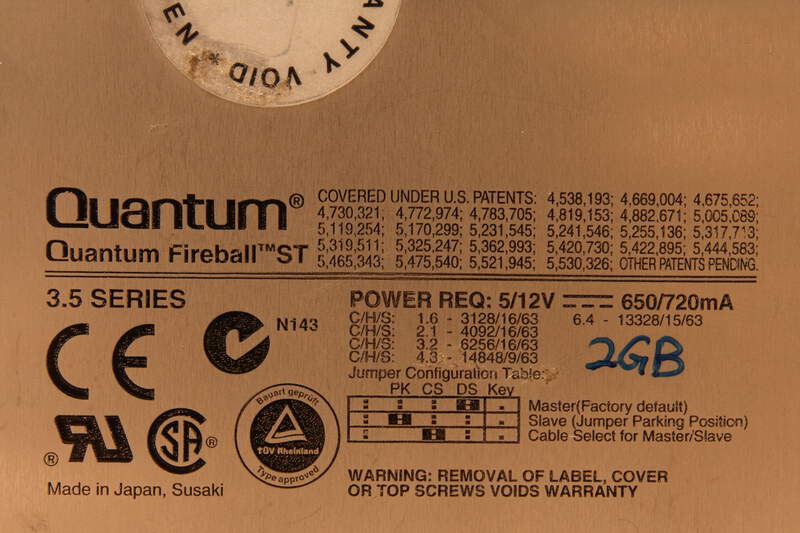 EN * VOID ANTY
Quantum®
Quantum Fireball™ST
COVERED UNDER U.S. PATENTS: 4,538,193; 4,669,004; 4,675,652;
4,730,321; 4,772,974; 4,783,705; 4,819,153; 4,882,671; 5,005,089;
5,119,254; 5,170,299; 5,231,545; 5,241,546; 5,255,136; 5,317,713;
5,319,511; 5,325,247; 5,362,993; 5,420,730; 5,422,895; 5,444,583;
5,465,343; 5,475,540; 5,521,945; 5,530,326; OTHER PATENTS PENDING.
3.5 SERIES
CE
N143
POWER REQ: 5/12V 650/720mA
C/H/S: 1.6 - 3128/16/63 6.4 - 13328/15/63
C/H/S: 2.1 - 4092/16/63
C/H/S: 3.2 - 6256/16/63
C/H/S: 4.3 - 14848/9/63
2GB
Jumper Configuration Table:
PK CS DS Key
Master(Factory default)
Slave (Jumper Parking Position)
Cable Select for Master/Slave
® RU SA ®
Bauart geprüft
TÜV Rheinland
Type approved
Made in Japan, Susaki
WARNING: REMOVAL OF LABEL, COVER
OR TOP SCREWS VOIDS WARRANTY